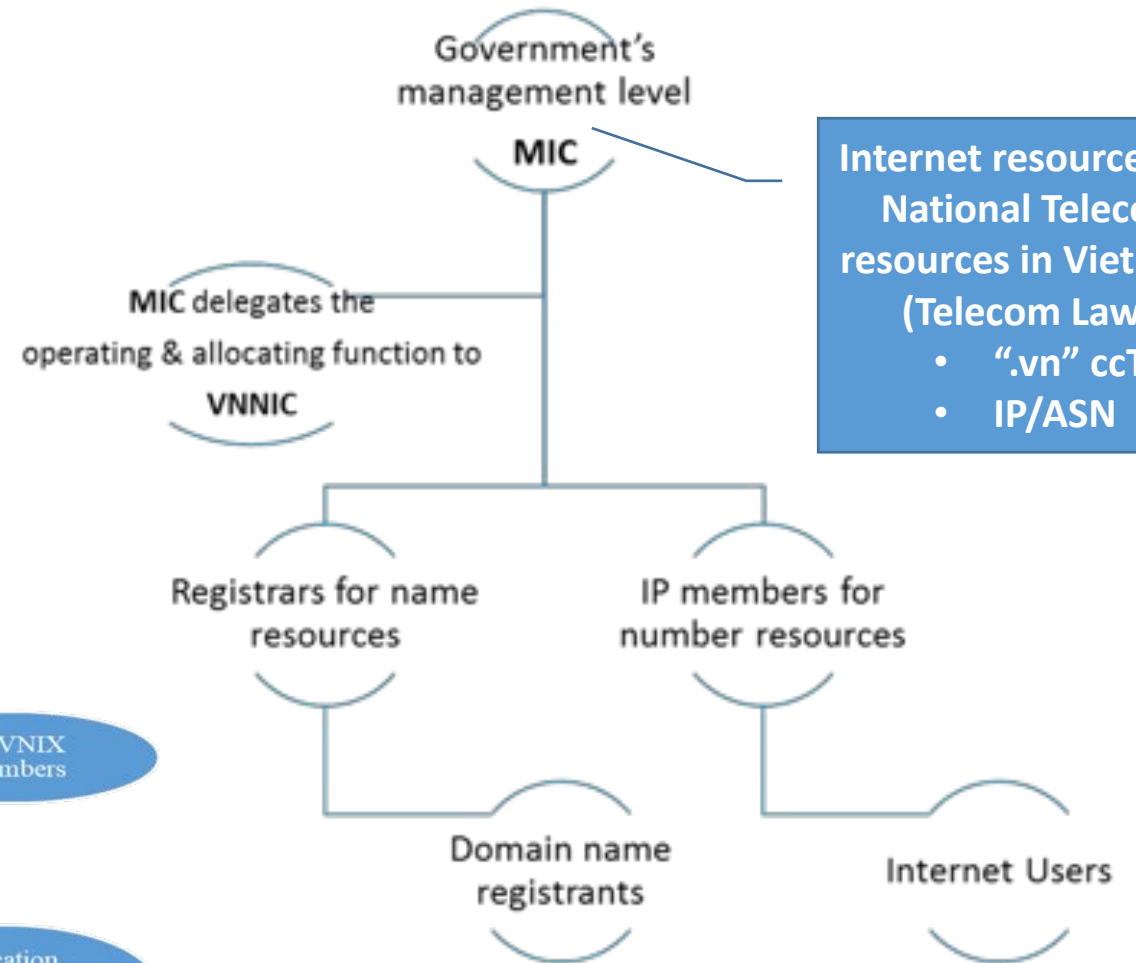 Government's
management level
MIC
Internet resource
National Teleco
resources in Viet
(Telecom Law
• ".vn" ccT
• IP/ASN
MIC delegates the
operating & allocating function to
VNNIC
Registrars for name
resources
IP members for
number resources
VNIX
mbers
Domain name
registrants
Internet Users
cation